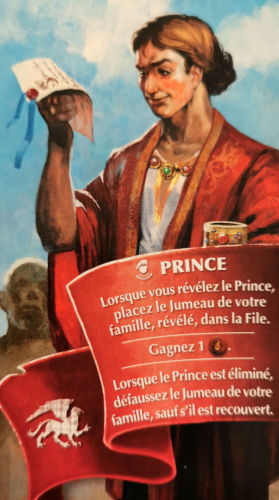 PRINCE
Lorsque vous révélez le Prince,
placez le Jumeau de votre
famille, révélé, dans la File.
Gagnez 1 .
Lorsque le Prince est éliminé,
défaussez le Jumeau de votre
famille, sauf s'il est recouvert.